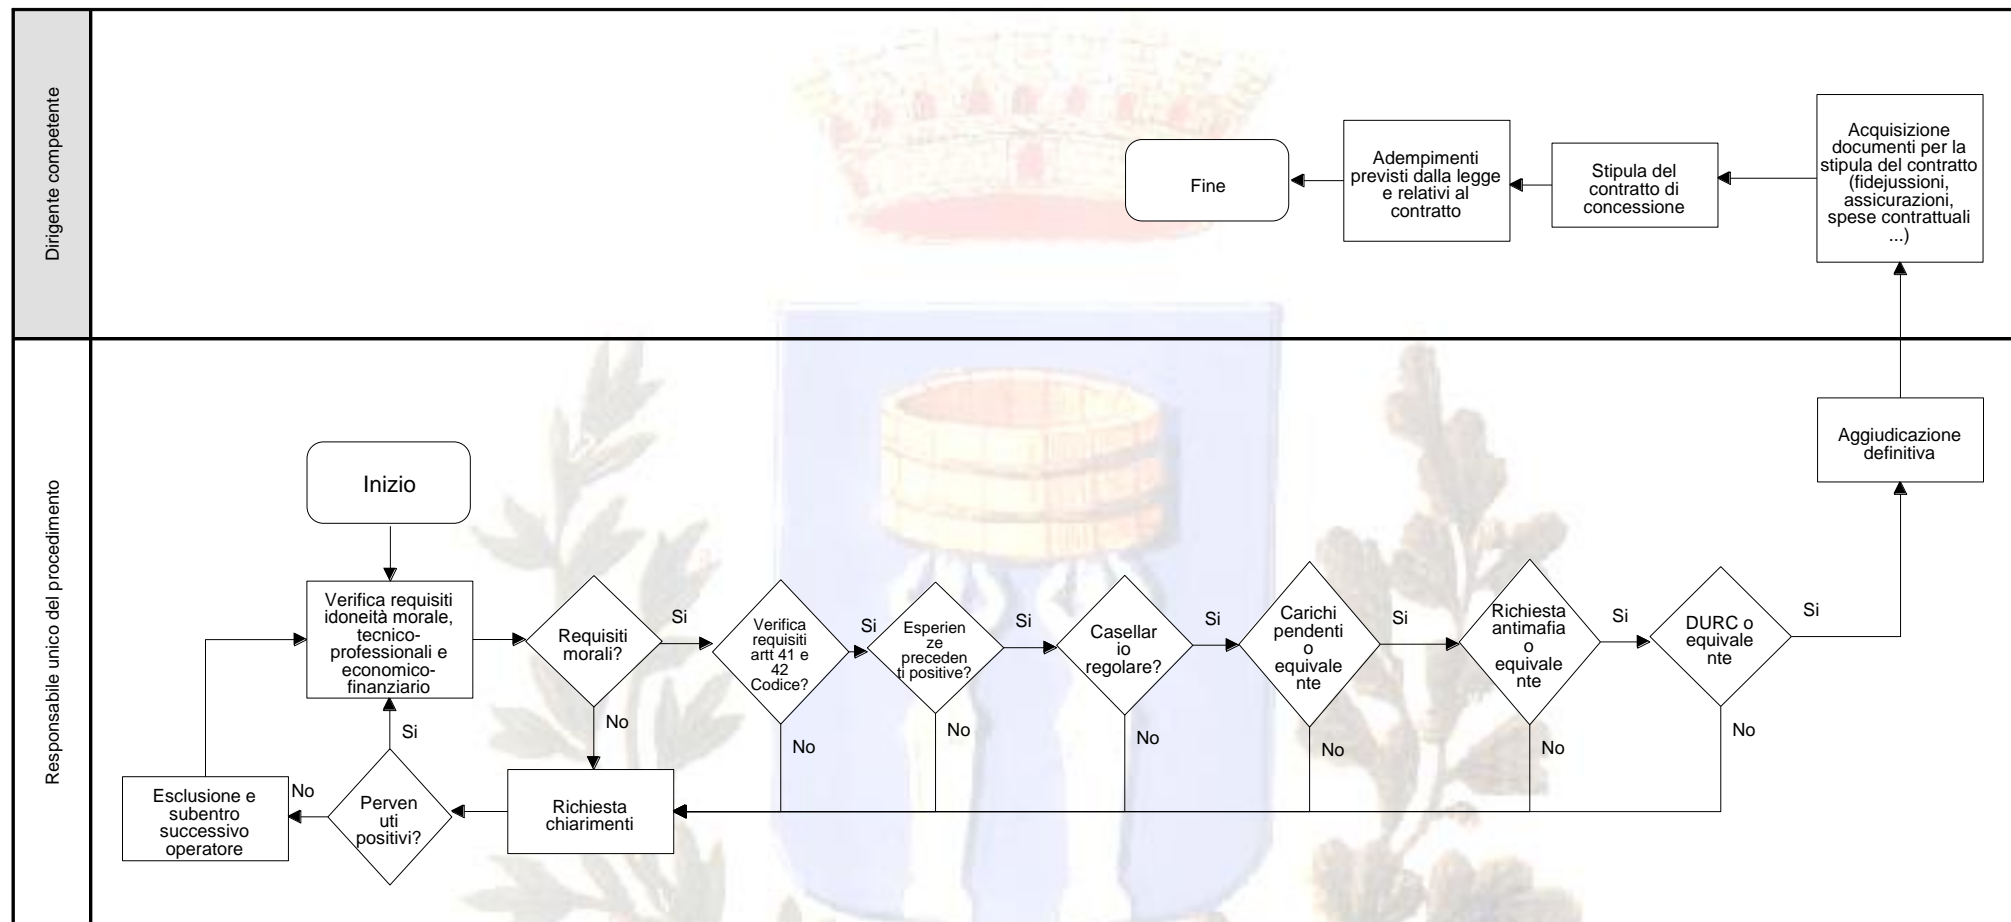 Dirigente competente
Fine
Adempimenti
previsti dalla legge
e relativi al
contratto
Stipula del
contratto di
concessione
Acquisizione
documenti per la
stipula del contratto
(fidejussioni,
assicurazioni,
spese contrattuali
...)
Responsabile unico del procedimento
Inizio
Aggiudicazione
definitiva
Verifica requisiti
idoneità morale,
tecnico-
professionali e
economico-
finanziario
Requisiti
morali?
Si
No
Verifica
requisiti
artt 41 e
42
Codice?
Si
No
Esperien
ze
preceden
ti positive?
Si
No
Casellar
io
regolare?
Si
No
Carichi
pendenti
o
equivale
nte
Si
No
Richiesta
antimafia
o
equivale
nte
Si
No
DURC o
equivale
nte
Si
No
Richiesta
chiarimenti
Perven
uti
positivi?
Si
No
Esclusione e
subentro
successivo
operatore